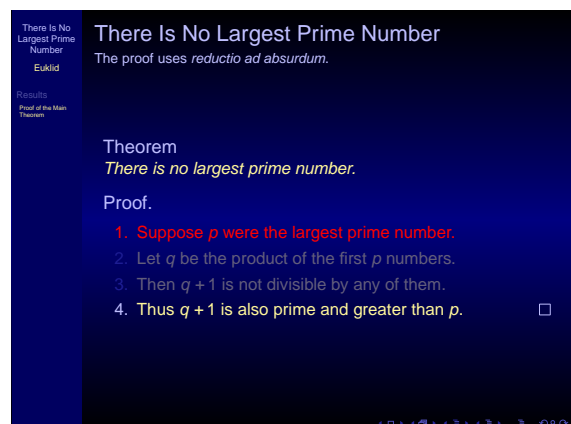 There Is No
Largest Prime
Number
Euklid
Results
Proof of the Main
Theorem
There Is No Largest Prime Number
The proof uses reductio ad absurdum.
Theorem
There is no largest prime number.
Proof.
1. Suppose p were the largest prime number.
2. Let q be the product of the first p numbers.
3. Then q + 1 is not divisible by any of them.
4. Thus q + 1 is also prime and greater than p. □